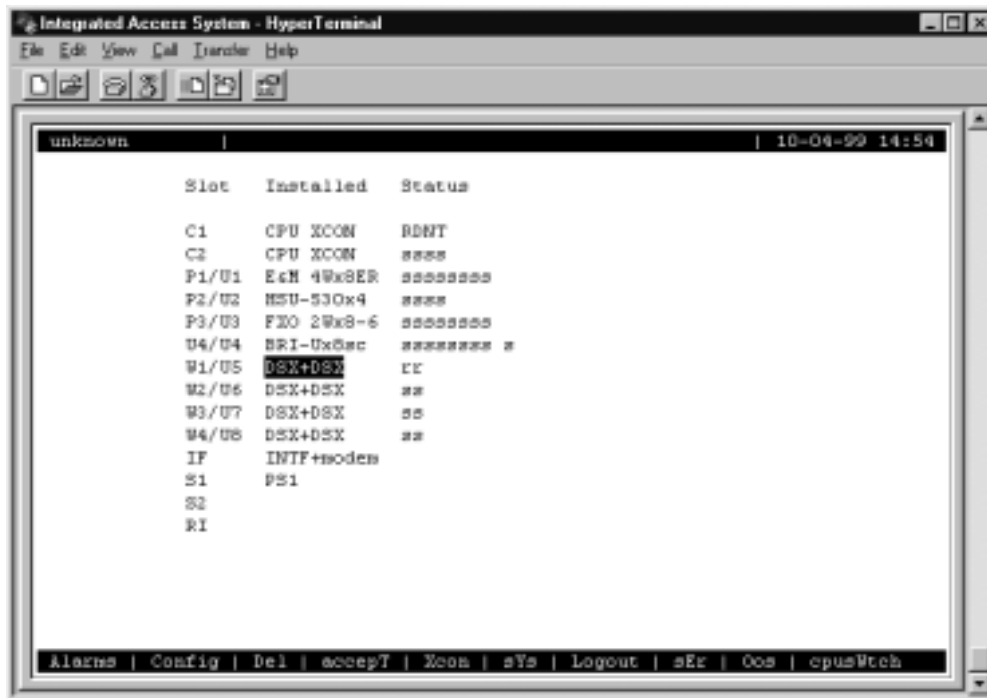 Integrated Access System - HyperTerminal
File Edit View Call Transfer Help
unknown | | 10-04-99 14:54
Slot Installed Status
C1 CPU XCON RDNT
C2 CPU XCON ssss
P1/U1 E&M 4Wx8ER ssssssss
P2/U2 HSU-530x4 ssss
P3/U3 FXO 2Wx8-6 ssssssss
U4/U4 BRI-Ux8sc ssssssss s
W1/U5 DSX+DSX rr
W2/U6 DSX+DSX ss
W3/U7 DSX+DSX ss
W4/U8 DSX+DSX ss
IF INTF+modem
S1 PS1
S2
RI
Alarms | Config | Del | accepT | Xcon | sYs | Logout | sEr | Oos | cpusWtch